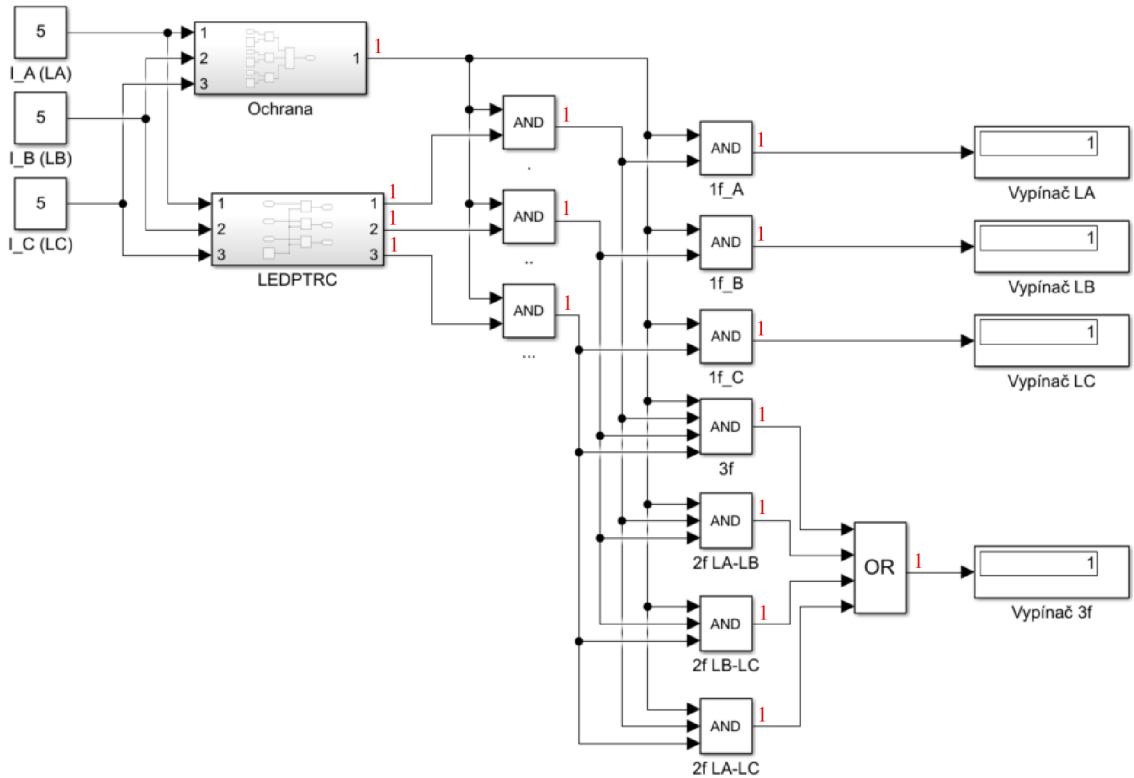 5
I_A (LA)
5
I_B (LB)
5
I_C (LC)
1
2
3
1
Ochrana
1
1
2
3
1
2
3
LEDPTRC
1
1
1
AND
.
1
AND
..
1
AND
...
1
AND
1f_A
1
1
Vypínač LA
AND
1f_B
1
1
Vypínač LB
AND
1f_C
1
1
Vypínač LC
AND
3f
1
AND
2f LA-LB
1
AND
2f LB-LC
1
AND
2f LA-LC
1
OR
1
1
Vypínač 3f